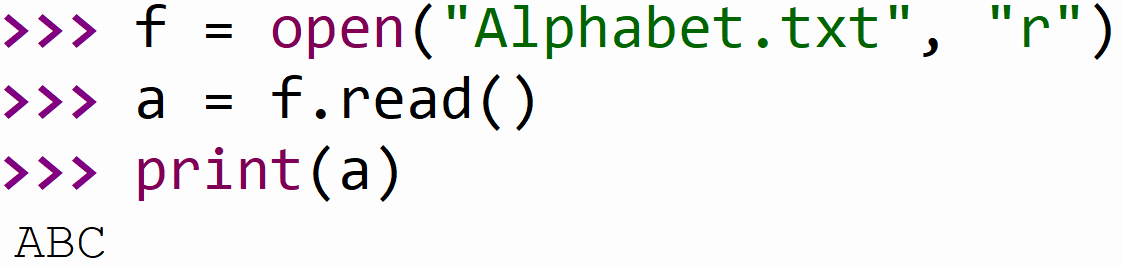 >>> f = open("Alphabet.txt", "r")
>>> a = f.read()
>>> print(a)
ABC